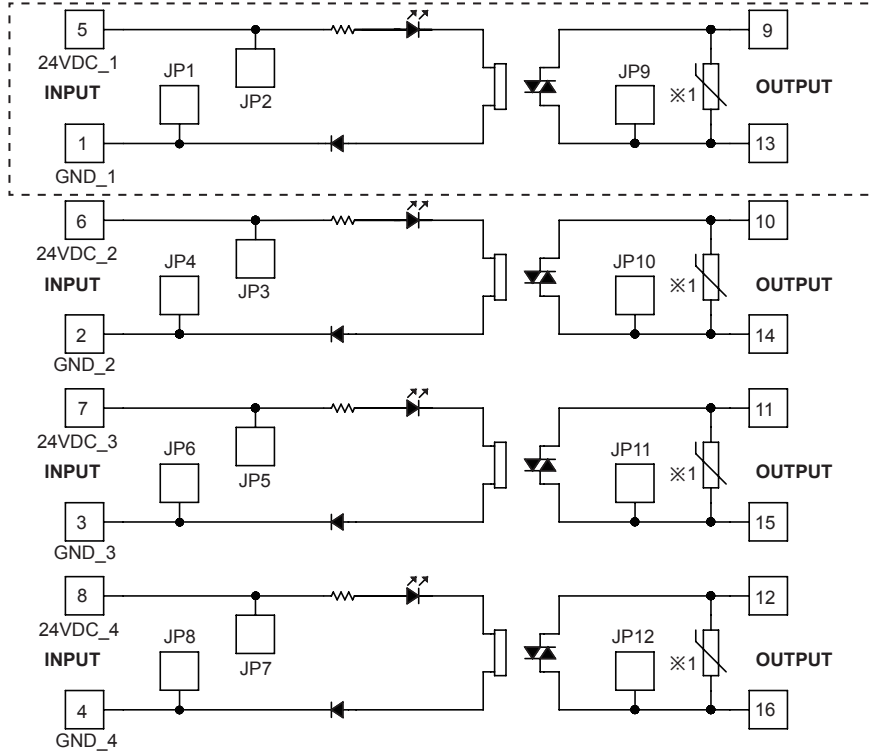 5
9
24VDC_1
JP1
JP2
JP9
INPUT
※1
OUTPUT
1
13
GND_1
6
10
24VDC_2
JP4
JP3
JP10
INPUT
※1
OUTPUT
2
14
GND_2
7
11
24VDC_3
JP6
JP5
JP11
INPUT
※1
OUTPUT
3
15
GND_3
8
12
24VDC_4
JP8
JP7
JP12
INPUT
※1
OUTPUT
4
16
GND_4